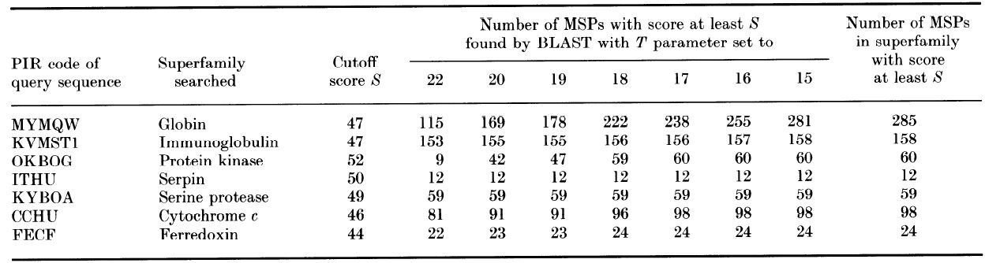 Number of MSPs with score at least S Number of MSPs
found by BLAST with T parameter set to in superfamily
PIR code of Superfamily Cutoff with score
query sequence searched score S 22 20 19 18 17 16 15 at least S
MYMQW Globin 47 115 169 178 222 238 255 281 285
KVMST1 Immunoglobulin 47 153 155 155 156 156 157 158 158
OKBOG Protein kinase 52 9 42 47 59 60 60 60 60
ITHU Serpin 50 12 12 12 12 12 12 12 12
KYBOA Serine protease 49 59 59 59 59 59 59 59 59
CCHU Cytochrome c 46 81 91 91 96 98 98 98 98
FECF Ferredoxin 44 22 23 23 24 24 24 24 24